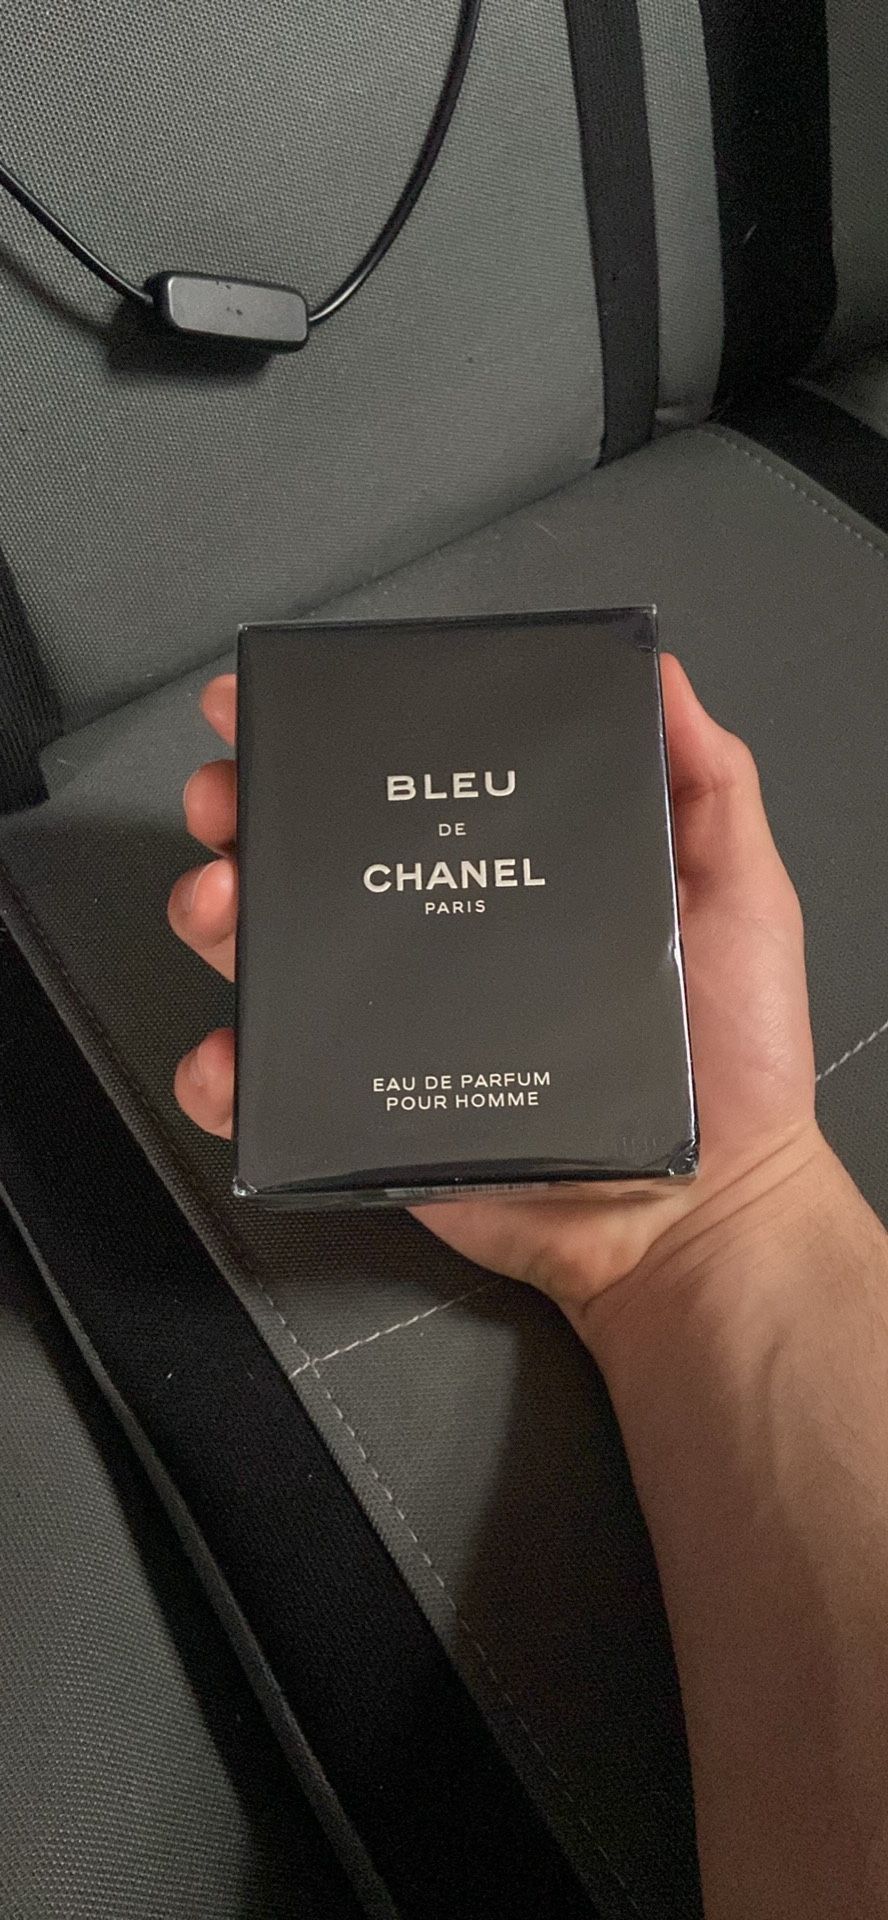 BLEU
DE
CHANEL
PARIS
EAU DE PARFUM
POUR HOMME